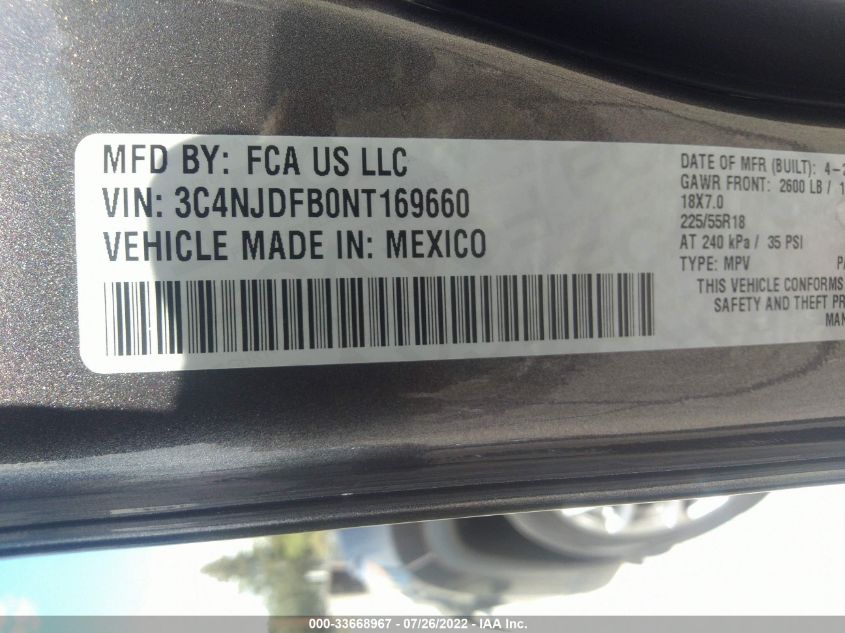 MFD BY: FCA US LLC
VIN: 3C4NJDFB0NT169660
VEHICLE MADE IN: MEXICO
DATE OF MFR (BUILT): 4-
GAWR FRONT: 2600 LB /
18X7.0
225/55R18
AT 240 kPa / 35 PSI
TYPE: MPV
THIS VEHICLE CONFORMS
SAFETY AND THEFT
000-33668967 - 07/26/2022 - IAA Inc.